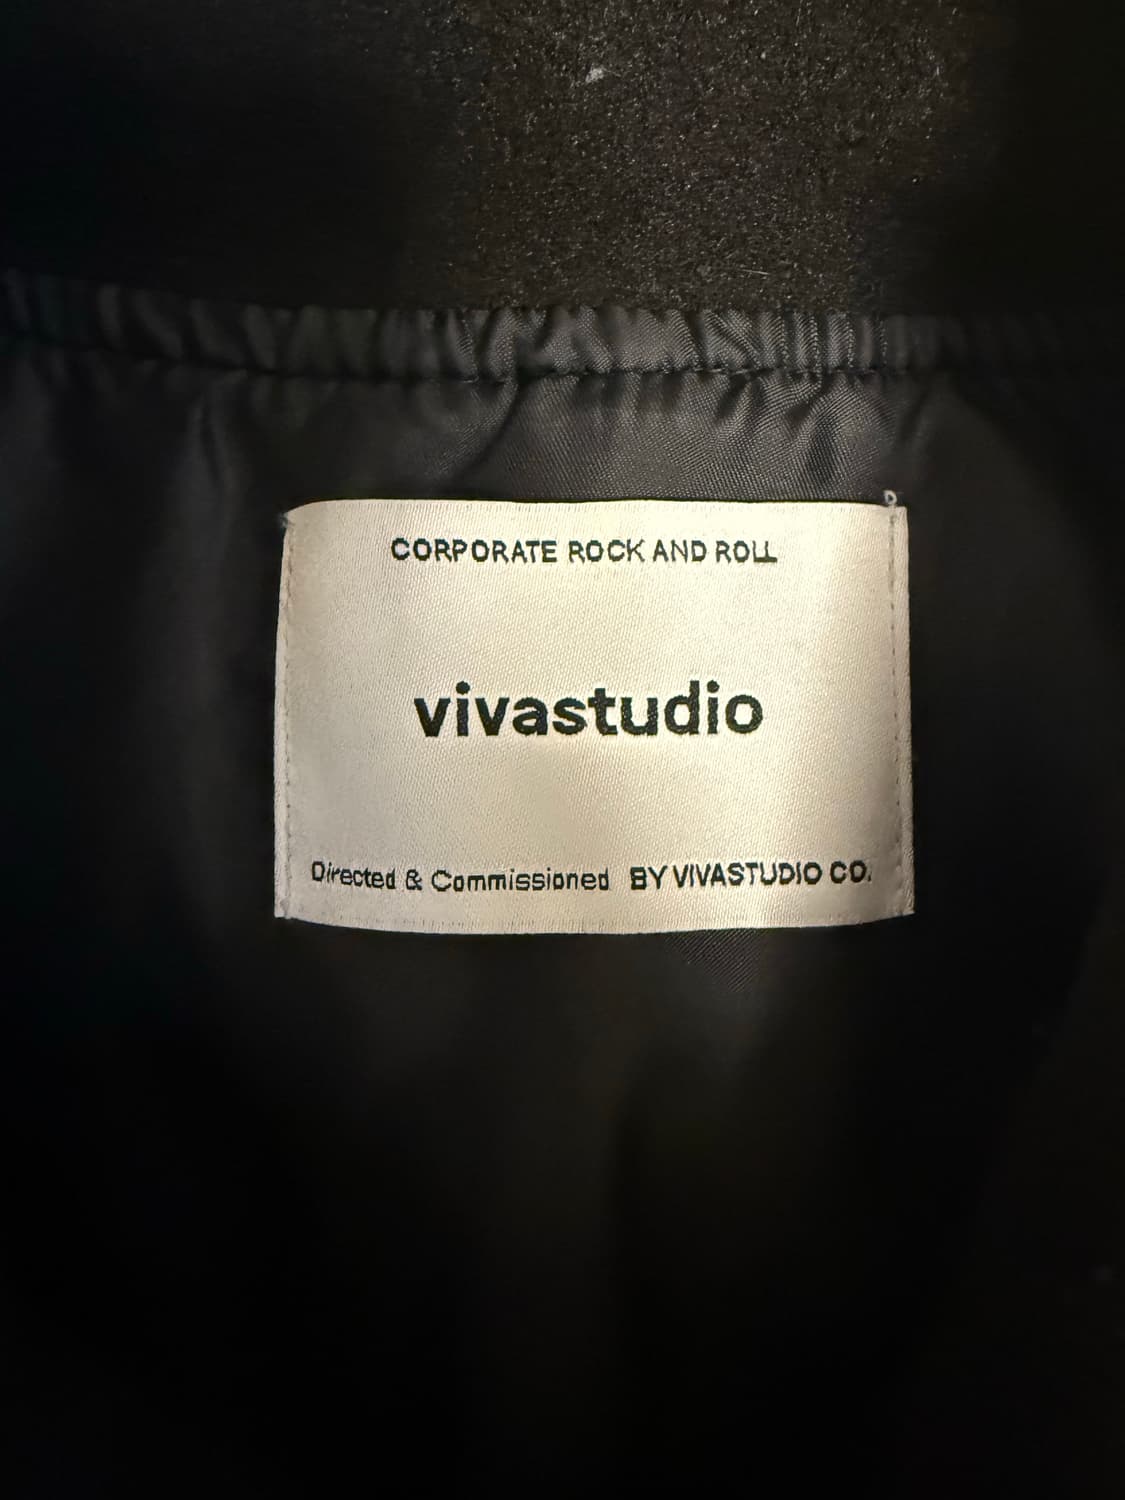 CORPORATE ROCK AND ROLL
vivastudio
Directed & Commissioned BY VIVASTUDIO CO.